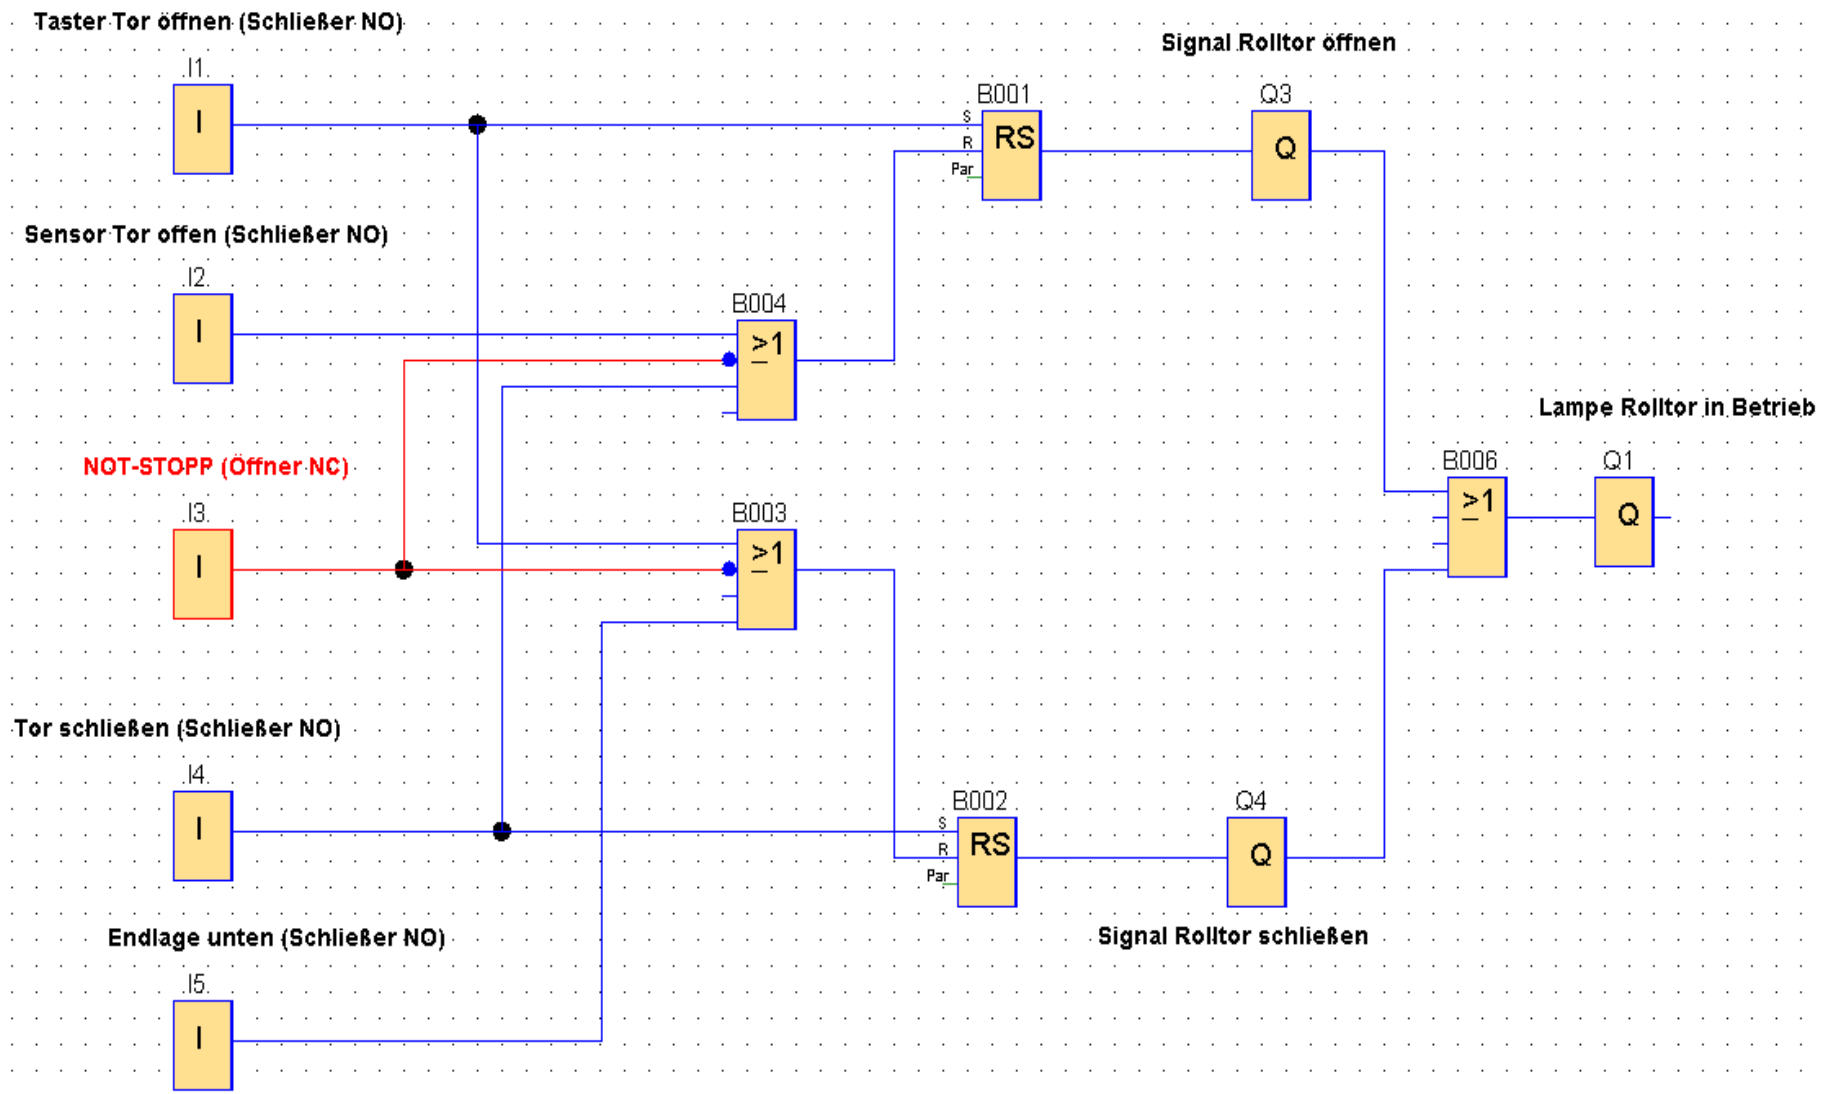 Taster Tor öffnen (Schließer NO)
Signal Rolltor öffnen
I1
I
B001
S
R
Par
RS
Q3
Q
Sensor Tor offen (Schließer NO)
I2
I
B004
≥1
Lampe Rolltor in Betrieb
NOT-STOPP (Öffner NC)
I3
I
B003
≥1
B006
≥1
Q1
Q
Tor schließen (Schließer NO)
I4
I
B002
S
R
Par
RS
Q4
Q
Endlage unten (Schließer NO)
Signal Rolltor schließen
I5
I